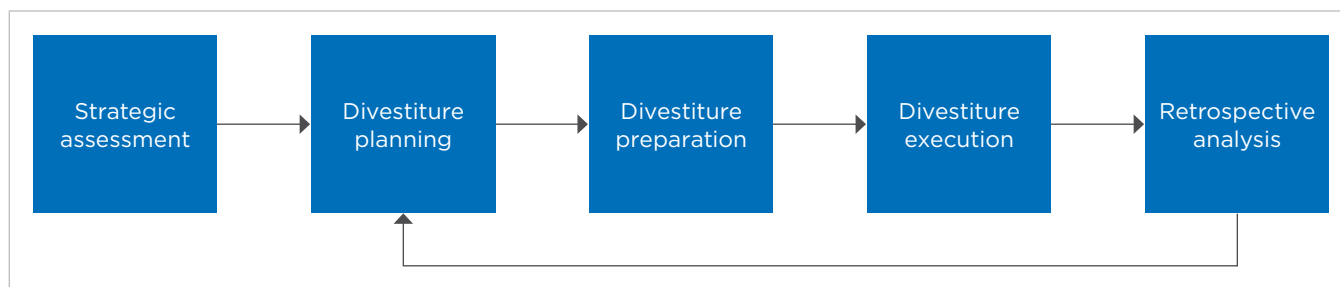 Strategic
assessment
Divestiture
planning
Divestiture
preparation
Divestiture
execution
Retrospective
analysis